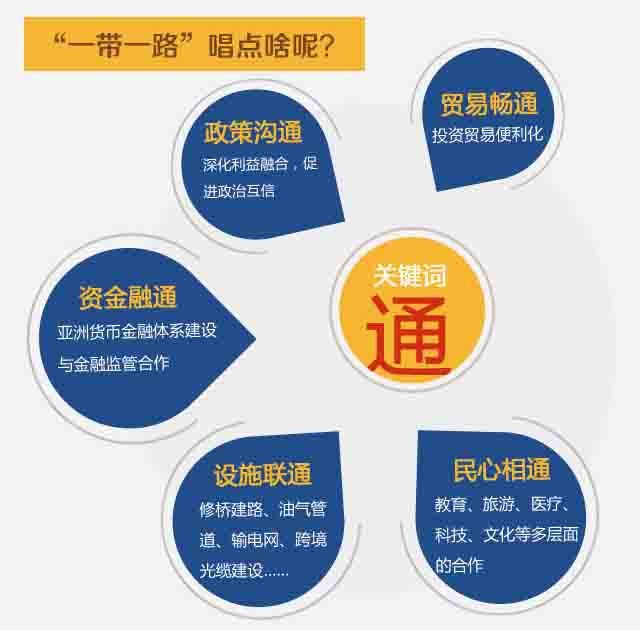 “一带一路”唱点啥呢?
贸易畅通
投资贸易便利化
政策沟通
深化利益融合，促
进政治互信
关键词
通
资金融通
亚洲货币金融体系建设
与金融监管合作
设施联通
修桥建路、油气管
道、输电网、跨境
光缆建设......
民心相通
教育、旅游、医疗、
科技、文化等多层面
的合作